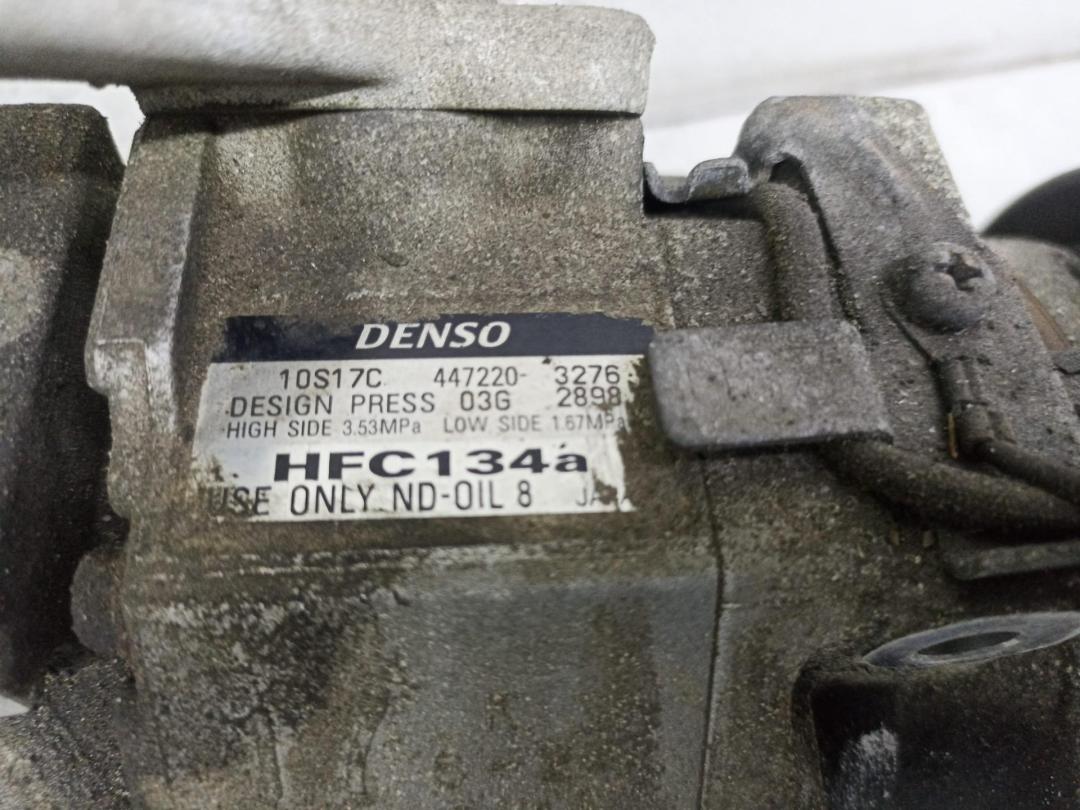 DENSO
10S17C 447220- 3276
DESIGN PRESS 03G 2898
HIGH SIDE 3.53MPa LOW SIDE 1.67MPa
HFC134a
USE ONLY ND-OIL 8